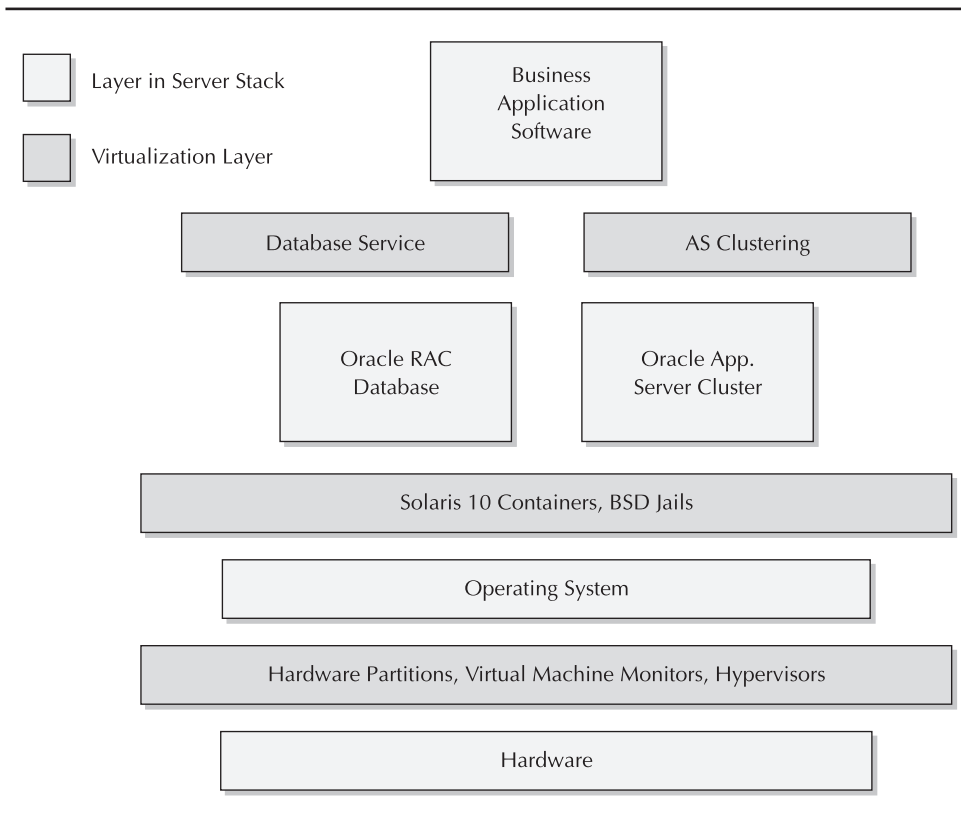 Layer in Server Stack
Virtualization Layer
Business
Application
Software
Database Service
AS Clustering
Oracle RAC
Database
Oracle App.
Server Cluster
Solaris 10 Containers, BSD Jails
Operating System
Hardware Partitions, Virtual Machine Monitors, Hypervisors
Hardware